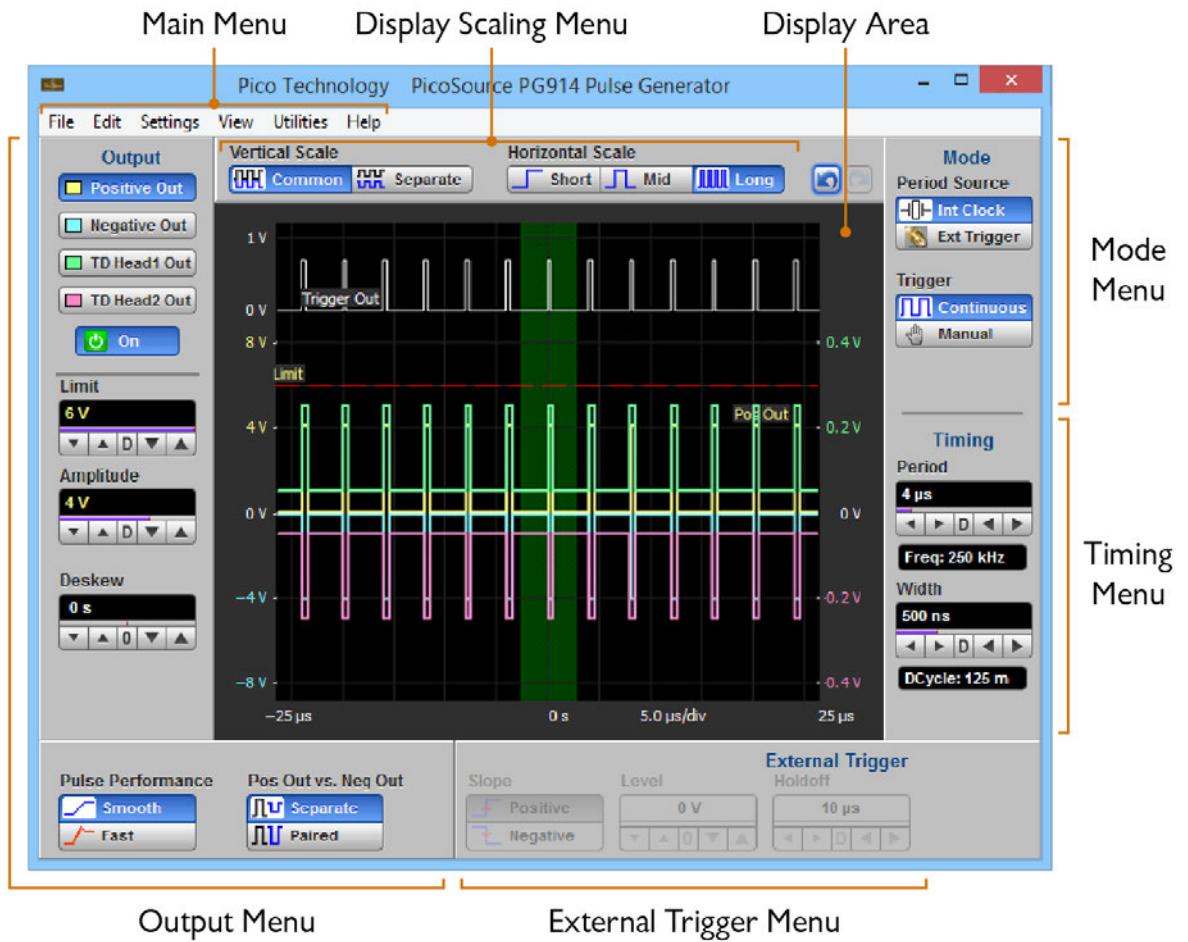 Main Menu
Display Scaling Menu
Display Area
Pico Technology PicoSource PG914 Pulse Generator
File Edit Settings View Utilities Help
Output
Positive Out
Negative Out
TD Head1 Out
TD Head2 Out
On
Limit
6 V
D
Amplitude
4 V
D
Deskew
0 s
0
Vertical Scale
Common Separate
Horizontal Scale
Short Mid Long
1 V
Trigger Out
0 V
8 V
0.4 V
Limit
Pos Out
4 V
0.2 V
0 V
0 V
−4 V
-0.2 V
−8 V
-0.4 V
−25 µs
0 s
5.0 µs/div
25 µs
Mode
Period Source
Int Clock
Ext Trigger
Trigger
Continuous
Manual
Mode
Menu
Timing
Period
4 µs
D
Freq: 250 kHz
Width
500 ns
D
DCycle: 125 m
Timing
Menu
Pulse Performance
Smooth
Fast
Pos Out vs. Neg Out
Separate
Paired
External Trigger
Slope
Positive
Negative
Level
0 V
0
Holdoff
10 µs
D
Output Menu
External Trigger Menu